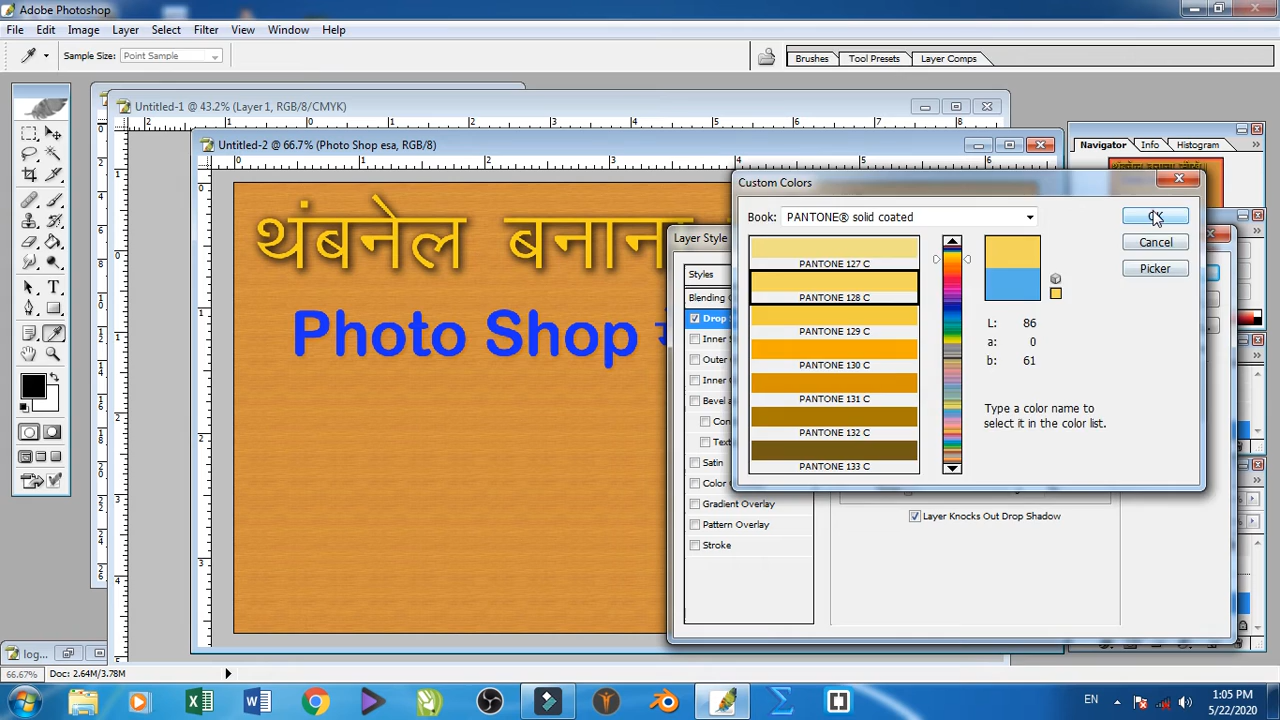 Adobe Photoshop
File Edit Image Layer Select Filter View Window Help
Sample Size: Point Sample
Brushes Tool Presets Layer Comps
Untitled-1 @ 43.2% (Layer 1, RGB/8/CMYK)
Untitled-2 @ 66.7% (Photo Shop esa, RGB/8)
Navigator Info Histogram
थंबनेल बनाना
Photo Shop
Custom Colors
Book: PANTONE® solid coated
OK
Cancel
Picker
PANTONE 127 C
PANTONE 128 C
PANTONE 129 C
PANTONE 130 C
PANTONE 131 C
PANTONE 132 C
PANTONE 133 C
L: 86
a: 0
b: 61
Type a color name to
select it in the color list.
Layer Style
Styles
Blending
Drop
Inner
Outer
Inner
Bevel
Satin
Color
Gradient Overlay
Pattern Overlay
Stroke
Layer Knocks Out Drop Shadow
log...
66.67% Doc: 2.64M/3.78M
EN
1:05 PM
5/22/2020